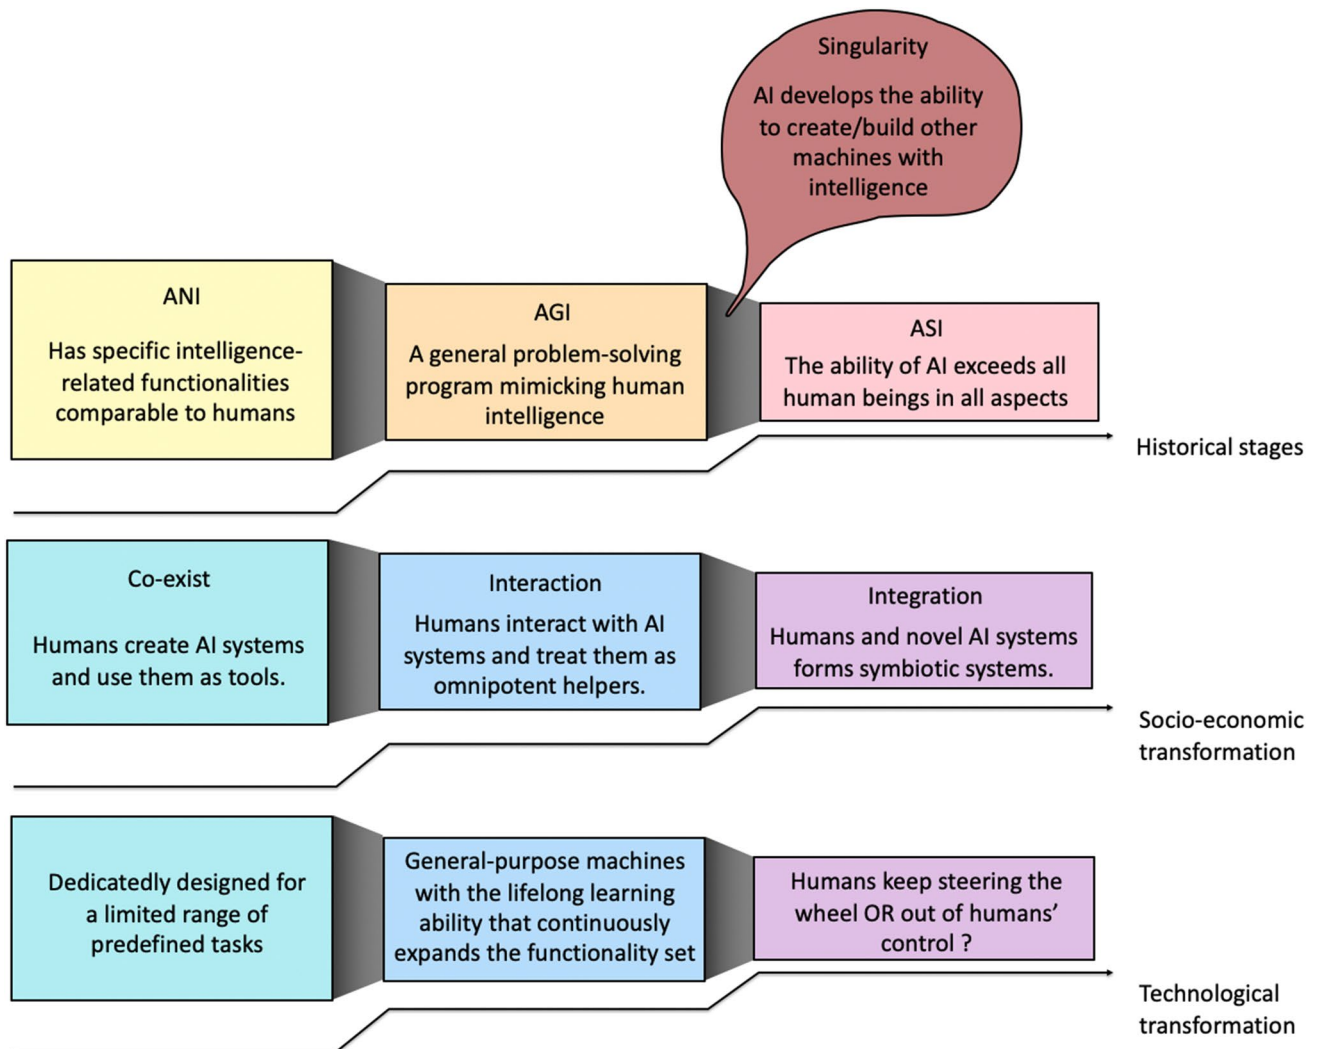 Singularity
AI develops the ability
to create/build other
machines with
intelligence
ANI
Has specific intelligence-
related functionalities
comparable to humans
AGI
A general problem-solving
program mimicking human
intelligence
ASI
The ability of AI exceeds all
human beings in all aspects
Historical stages
Co-exist
Humans create AI systems
and use them as tools.
Interaction
Humans interact with AI
systems and treat them as
omnipotent helpers.
Integration
Humans and novel AI systems
forms symbiotic systems.
Socio-economic
transformation
Dedicatedly designed for
a limited range of
predefined tasks
General-purpose machines
with the lifelong learning
ability that continuously
expands the functionality set
Humans keep steering the
wheel OR out of humans’
control ?
Technological
transformation